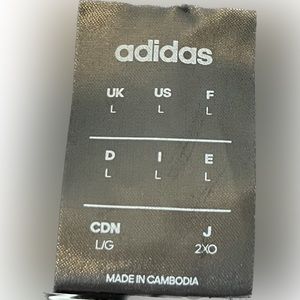 adidas
UK US F
L L L
D I E
L L L
CDN J
L/G 2XO
MADE IN CAMBODIA